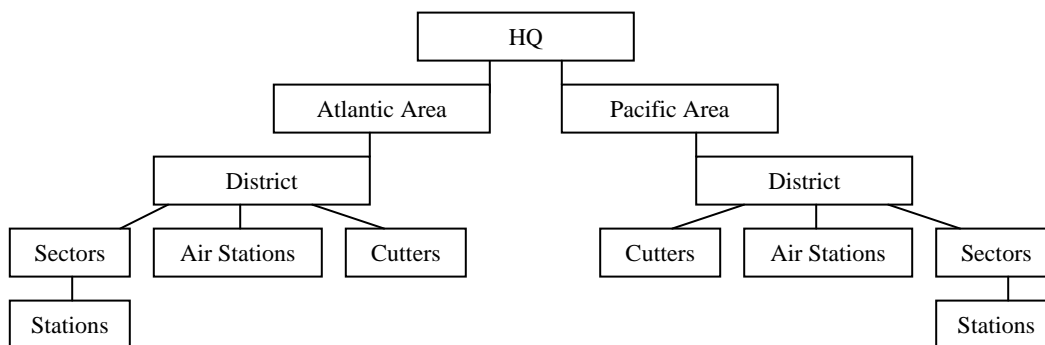 HQ
Atlantic Area
Pacific Area
District
District
Sectors
Air Stations
Cutters
Cutters
Air Stations
Sectors
Stations
Stations